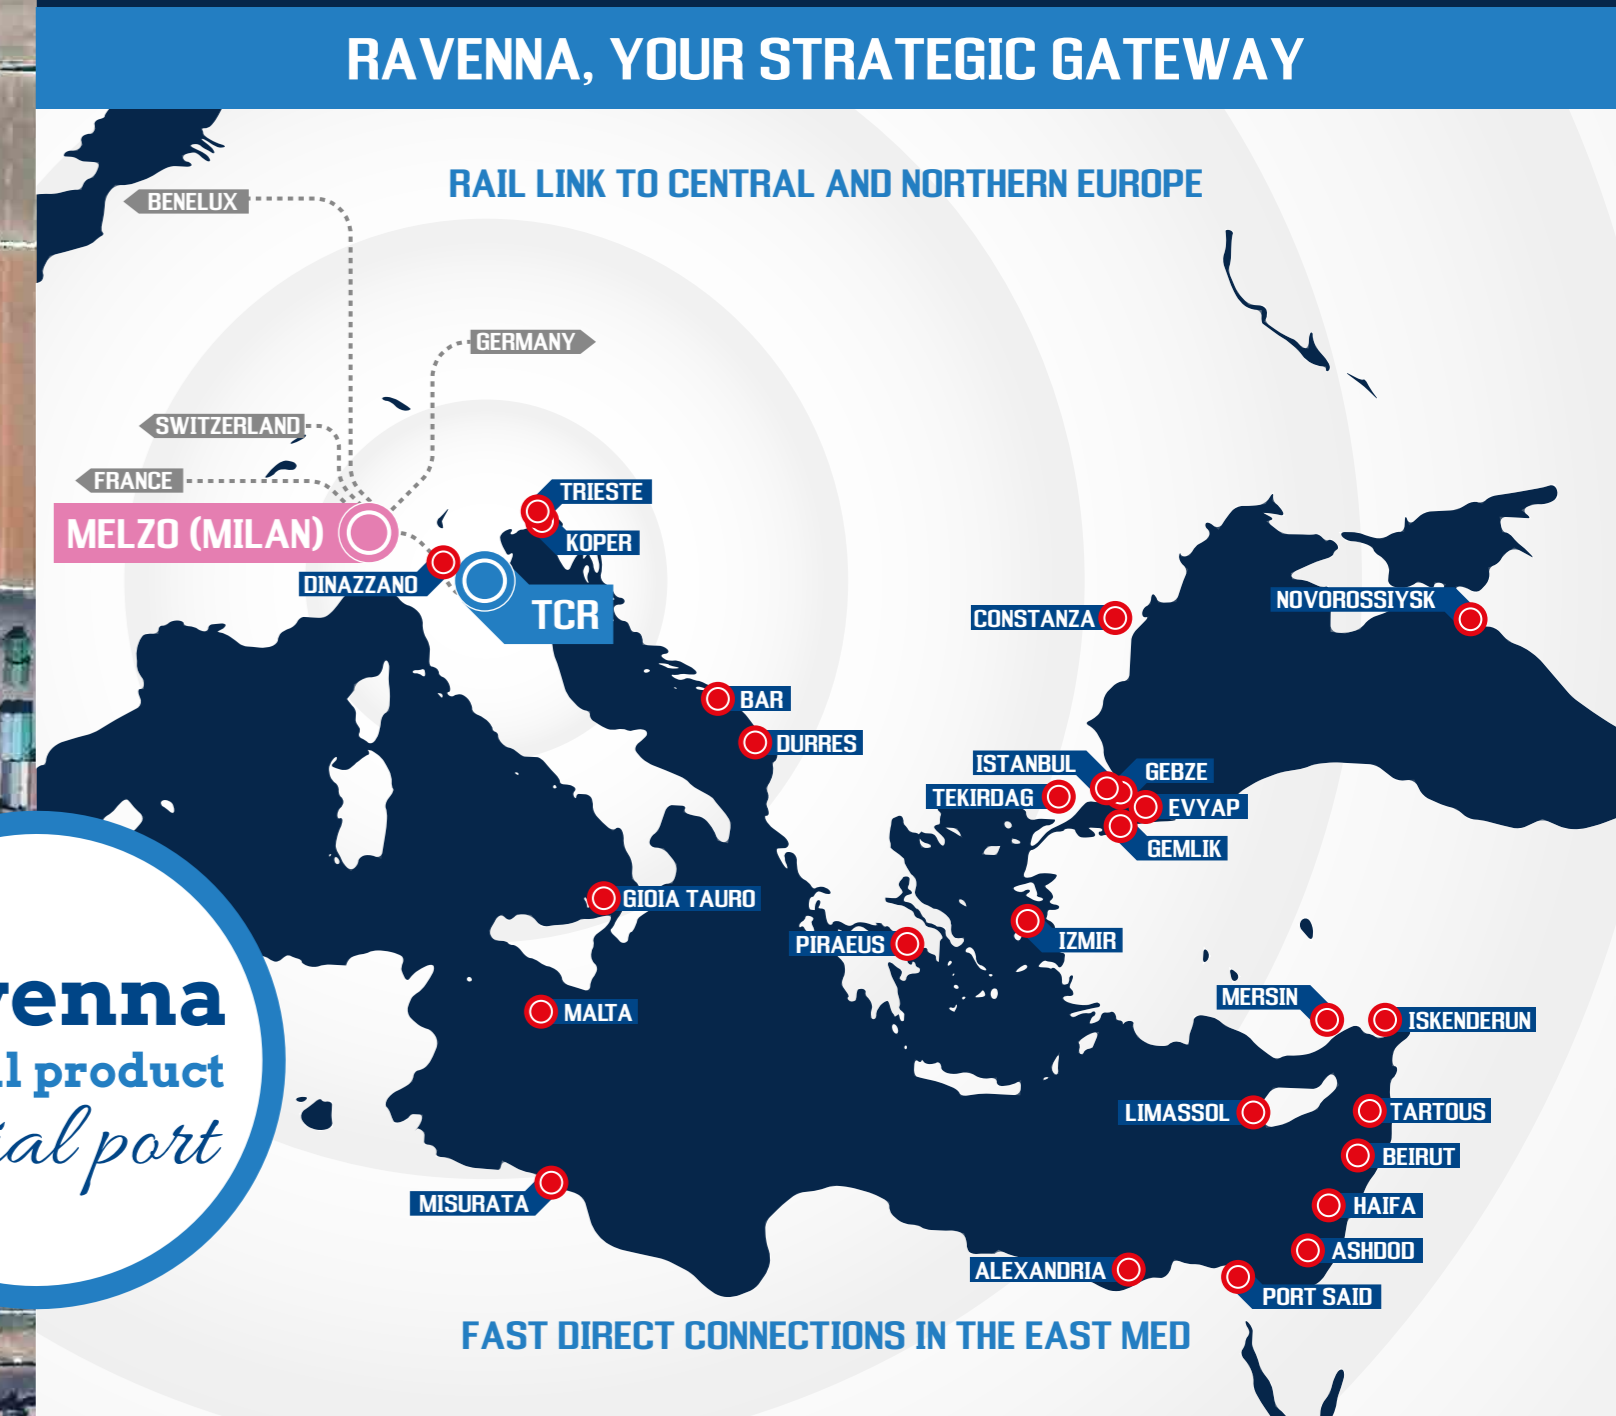 RAVENNA, YOUR STRATEGIC GATEWAY
RAIL LINK TO CENTRAL AND NORTHERN EUROPE
BENELUX
GERMANY
SWITZERLAND
FRANCE
MELZO (MILAN)
TRIESTE
KOPER
DINAZZANO
TCR
CONSTANZA
NOVOROSSIYSK
BAR
DURRES
ISTANBUL
GEBZE
TEKIRDAG
EVYAP
GEMLIK
GIOIA TAURO
PIRAEUS
IZMIR
MERSIN
ISKENDERUN
MALTA
LIMASSOL
TARTOUS
BEIRUT
MISURATA
HAIFA
ASHDOD
ALEXANDRIA
PORT SAID
FAST DIRECT CONNECTIONS IN THE EAST MED
product
port